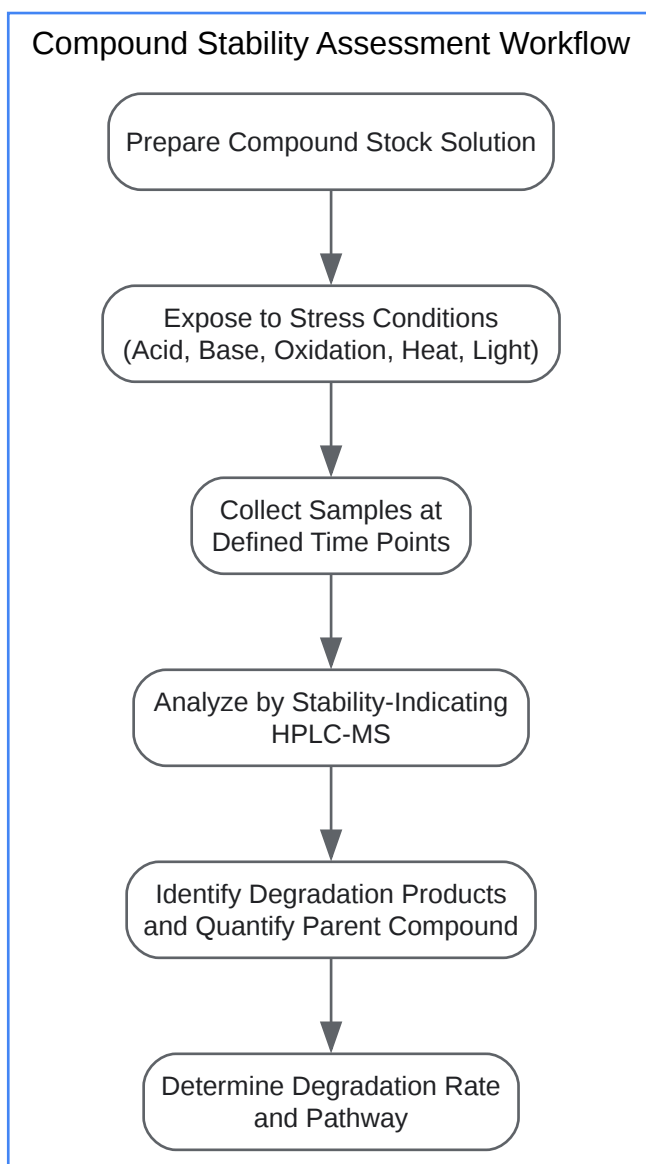 Compound Stability Assessment Workflow
Prepare Compound Stock Solution
Expose to Stress Conditions
(Acid, Base, Oxidation, Heat, Light)
Collect Samples at
Defined Time Points
Analyze by Stability-Indicating
HPLC-MS
Identify Degradation Products
and Quantify Parent Compound
Determine Degradation Rate
and Pathway